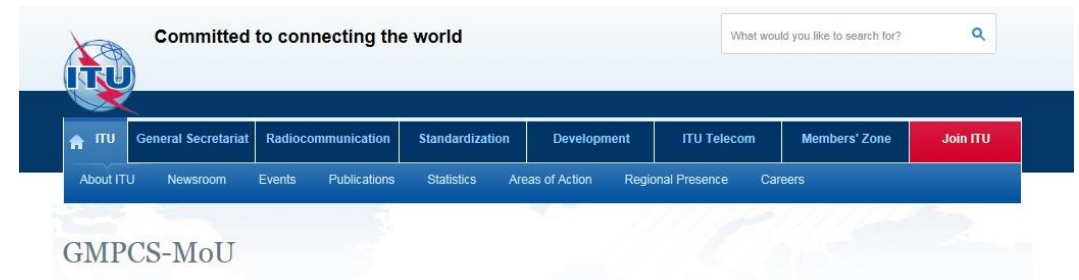 Committed to connecting the world
What would you like to search for?
ITU
ITU General Secretariat Radiocommunication Standardization Development ITU Telecom Members' Zone Join ITU
About ITU Newsroom Events Publications Statistics Areas of Action Regional Presence Careers
GMPCS-MoU